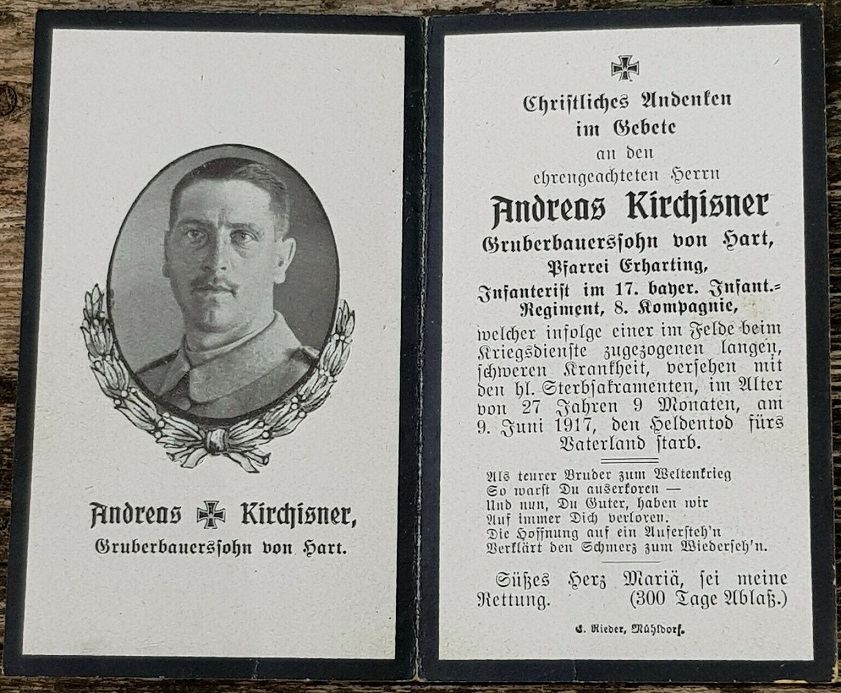 Andreas Kirchisner,
Gruberbauerssohn von Hart.
Christliches Andenken
im Gebete
an den
ehrengeachteten Herrn
Andreas Kirchisner
Gruberbauerssohn von Hart,
Pfarrei Erharting,
Infanterist im 17. bayer. Infant.-
Regiment, 8. Kompagnie,
welcher infolge einer im Felde beim
Kriegsdienste zugezogenen langen,
schweren Krankheit, versehen mit
den hl. Sterbsakramenten, im Alter
von 27 Jahren 9 Monaten, am
9. Juni 1917, den Heldentod fürs
Vaterland starb.
Als teurer Bruder zum Weltenkrieg
So warst Du auserkoren —
Und nun, Du Guter, haben wir
Auf immer Dich verloren.
Die Hoffnung auf ein AuferSteh'n
Verklärt den Schmerz zum Wiederseh'n.
Süßes Herz Mariä, sei meine
Rettung. (300 Tage Ablaß.)
C. Rieder, Mühldorf.